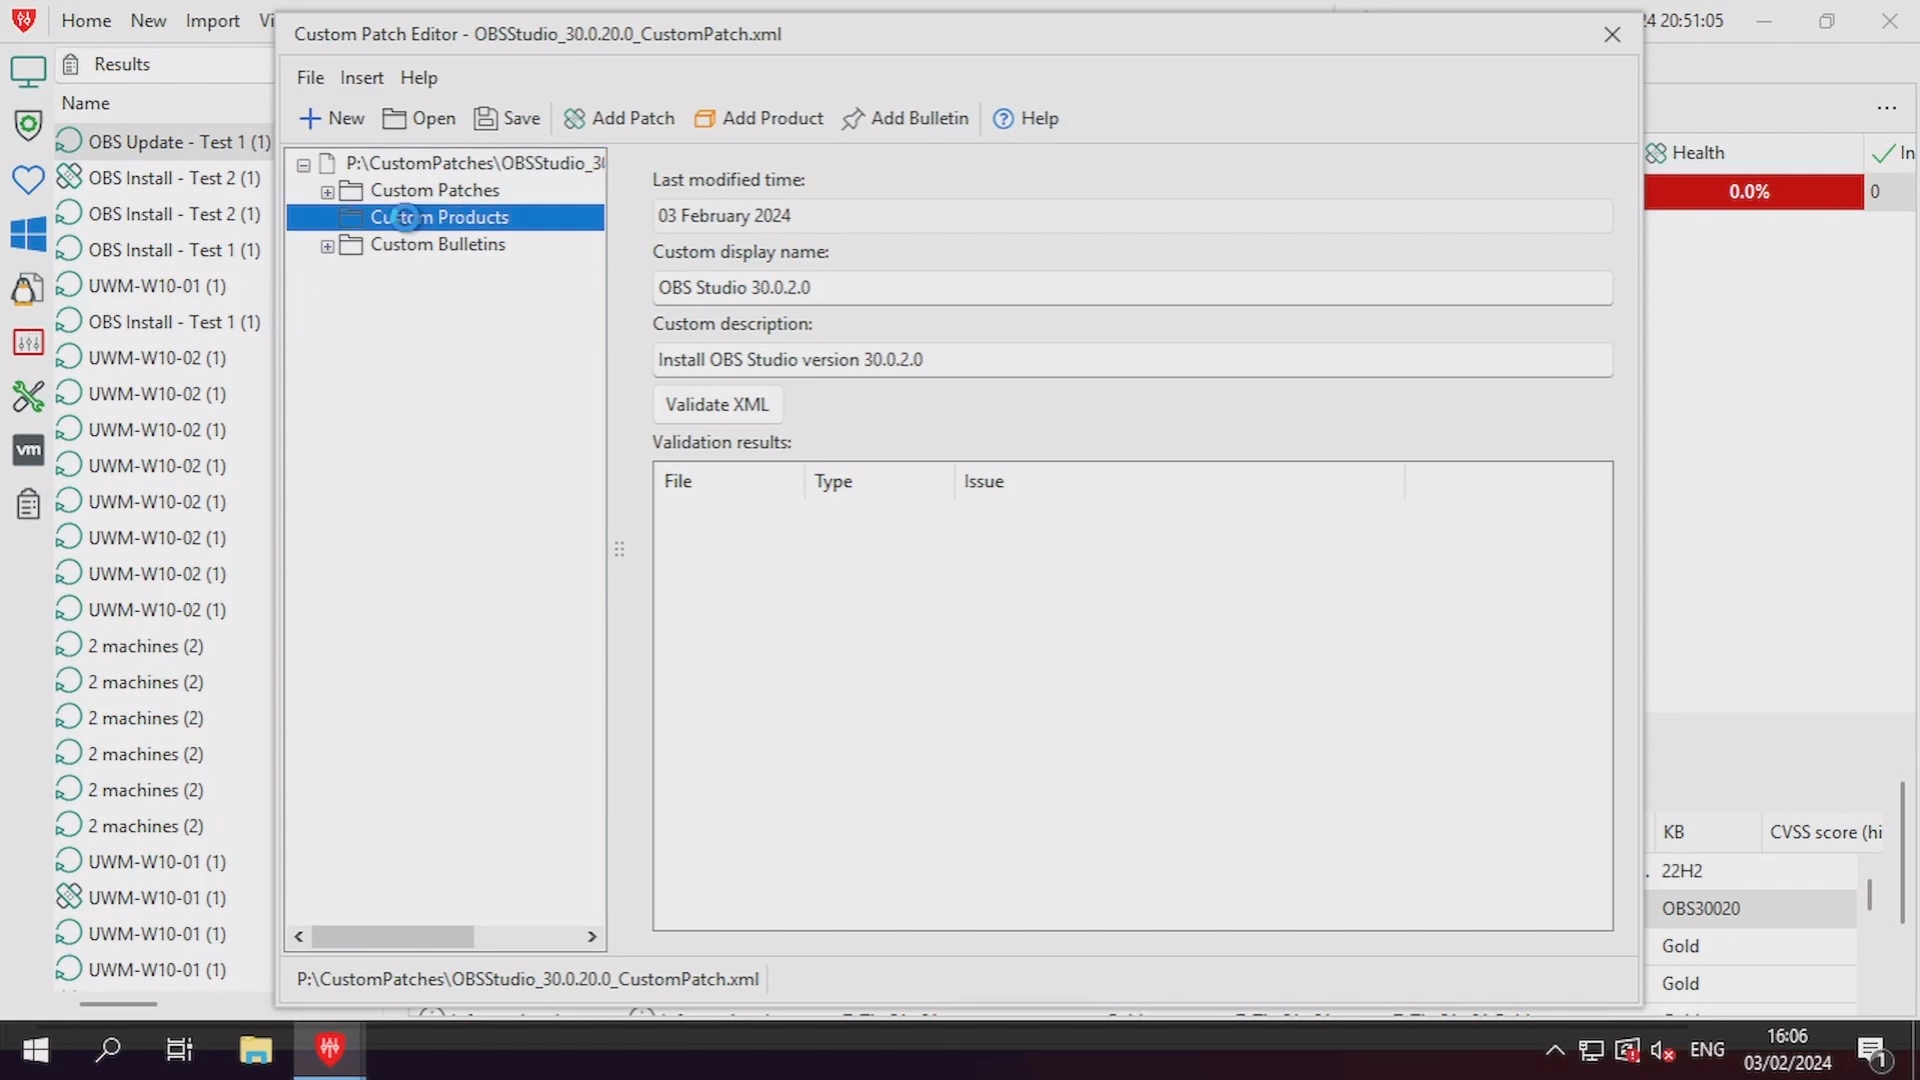 Home New Import Vi
24 20:51:05
Custom Patch Editor - OBSStudio_30.0.20.0_CustomPatch.xml
File Insert Help
New Open Save Add Patch Add Product Add Bulletin Help
Results
Name
OBS Update - Test 1 (1)
OBS Install - Test 2 (1)
OBS Install - Test 2 (1)
OBS Install - Test 1 (1)
UWM-W10-01 (1)
OBS Install - Test 1 (1)
UWM-W10-02 (1)
UWM-W10-02 (1)
UWM-W10-02 (1)
UWM-W10-02 (1)
UWM-W10-02 (1)
UWM-W10-02 (1)
UWM-W10-02 (1)
UWM-W10-02 (1)
2 machines (2)
2 machines (2)
2 machines (2)
2 machines (2)
2 machines (2)
2 machines (2)
UWM-W10-01 (1)
UWM-W10-01 (1)
UWM-W10-01 (1)
UWM-W10-01 (1)
vm
P:\CustomPatches\OBSStudio_30
Custom Patches
Custom Products
Custom Bulletins
Last modified time:
03 February 2024
Custom display name:
OBS Studio 30.0.2.0
Custom description:
Install OBS Studio version 30.0.2.0
Validate XML
Validation results:
File Type Issue
P:\CustomPatches\OBSStudio_30.0.20.0_CustomPatch.xml
...
Health In
0.0% 0
KB CVSS score (hi
22H2
OBS30020
Gold
Gold
ENG
16:06
03/02/2024
1